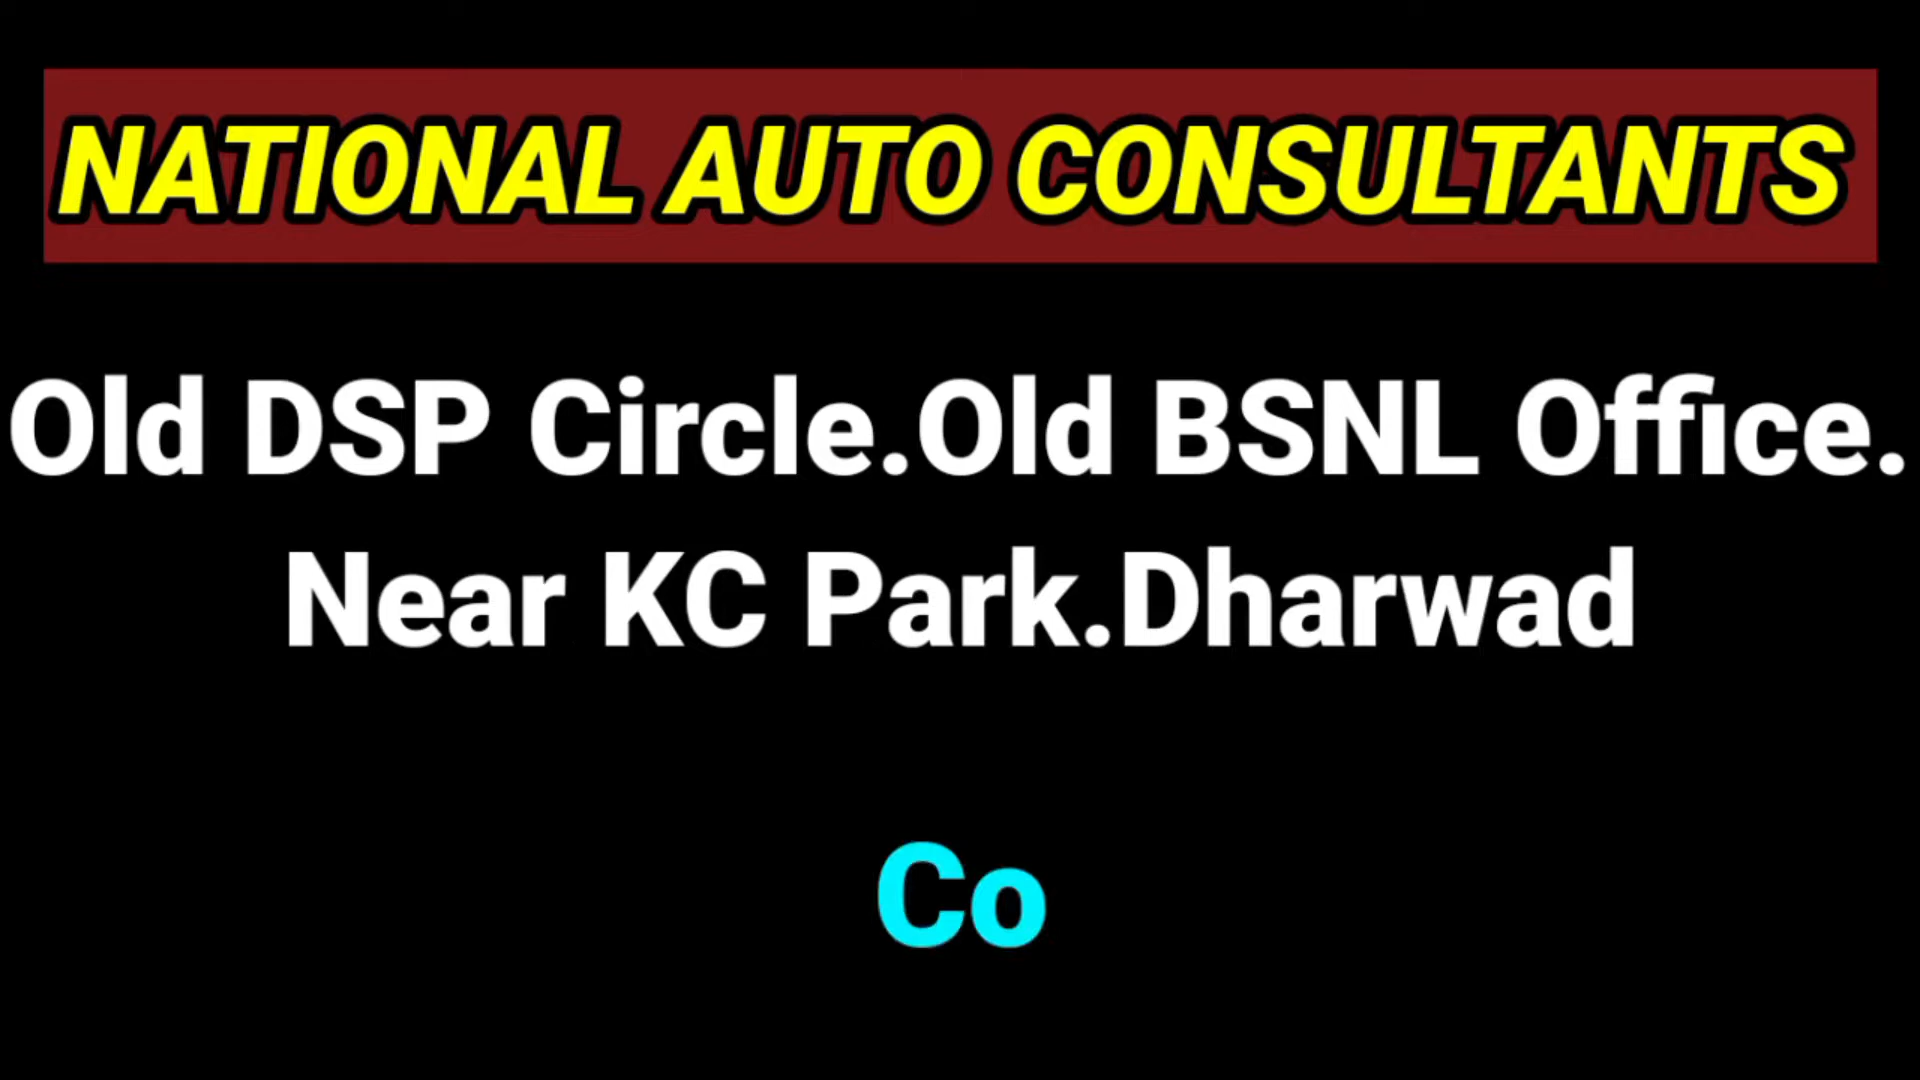 NATIONAL AUTO CONSULTANTS
Old DSP Circle.Old BSNL Office.
Near KC Park.Dharwad
Co